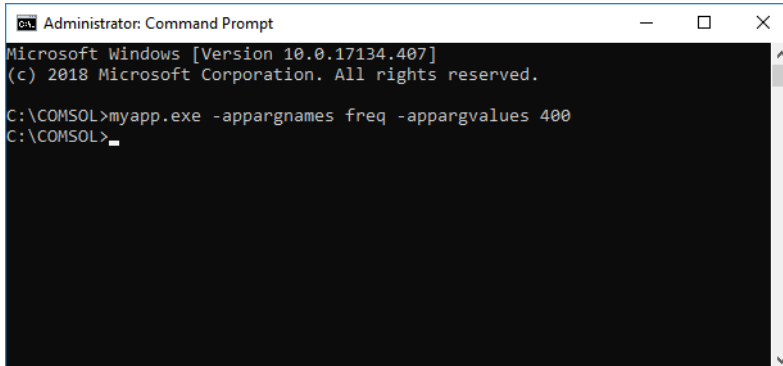 Administrator: Command Prompt
Microsoft Windows [Version 10.0.17134.407]
(c) 2018 Microsoft Corporation. All rights reserved.
C:\COMSOL>myapp.exe -appargnames freq -appargvalues 400
C:\COMSOL>